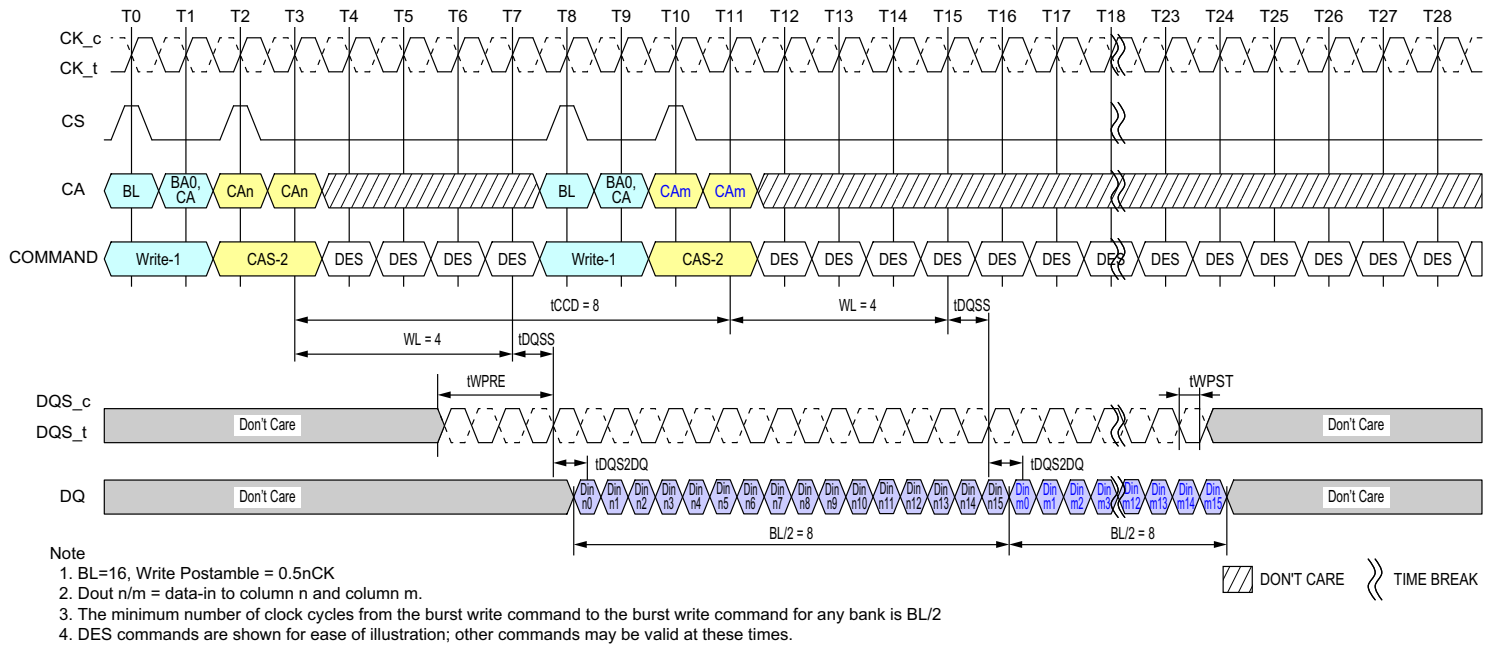 T0 T1 T2 T3 T4 T5 T6 T7 T8 T9 T10 T11 T12 T13 T14 T15 T16 T17 T18 T23 T24 T25 T26 T27 T28
CK_c
CK_t
CS
CA BL BA0, CA CAn CAn BL BA0, CA CAm CAm
COMMAND Write-1 CAS-2 DES DES DES DES Write-1 CAS-2 DES DES DES DES DES DES DES DES DES DES DES DES DES
tCCD = 8 WL = 4 tDQSS
WL = 4 tDQSS
tWPRE tWPST
DQS_c
DQS_t Don't Care Don't Care
tDQS2DQ tDQS2DQ
DQ Don't Care Din n0 Din n1 Din n2 Din n3 Din n4 Din n5 Din n6 Din n7 Din n8 Din n9 Din n10 Din n11 Din n12 Din n13 Din n14 Din n15 Din m0 Din m1 Din m2 Din m3 Din m12 Din m13 Din m14 Din m15 Don't Care
BL/2 = 8 BL/2 = 8
Note
1. BL=16, Write Postamble = 0.5nCK
2. Dout n/m = data-in to column n and column m.
3. The minimum number of clock cycles from the burst write command to the burst write command for any bank is BL/2
4. DES commands are shown for ease of illustration; other commands may be valid at these times.
DON'T CARE TIME BREAK